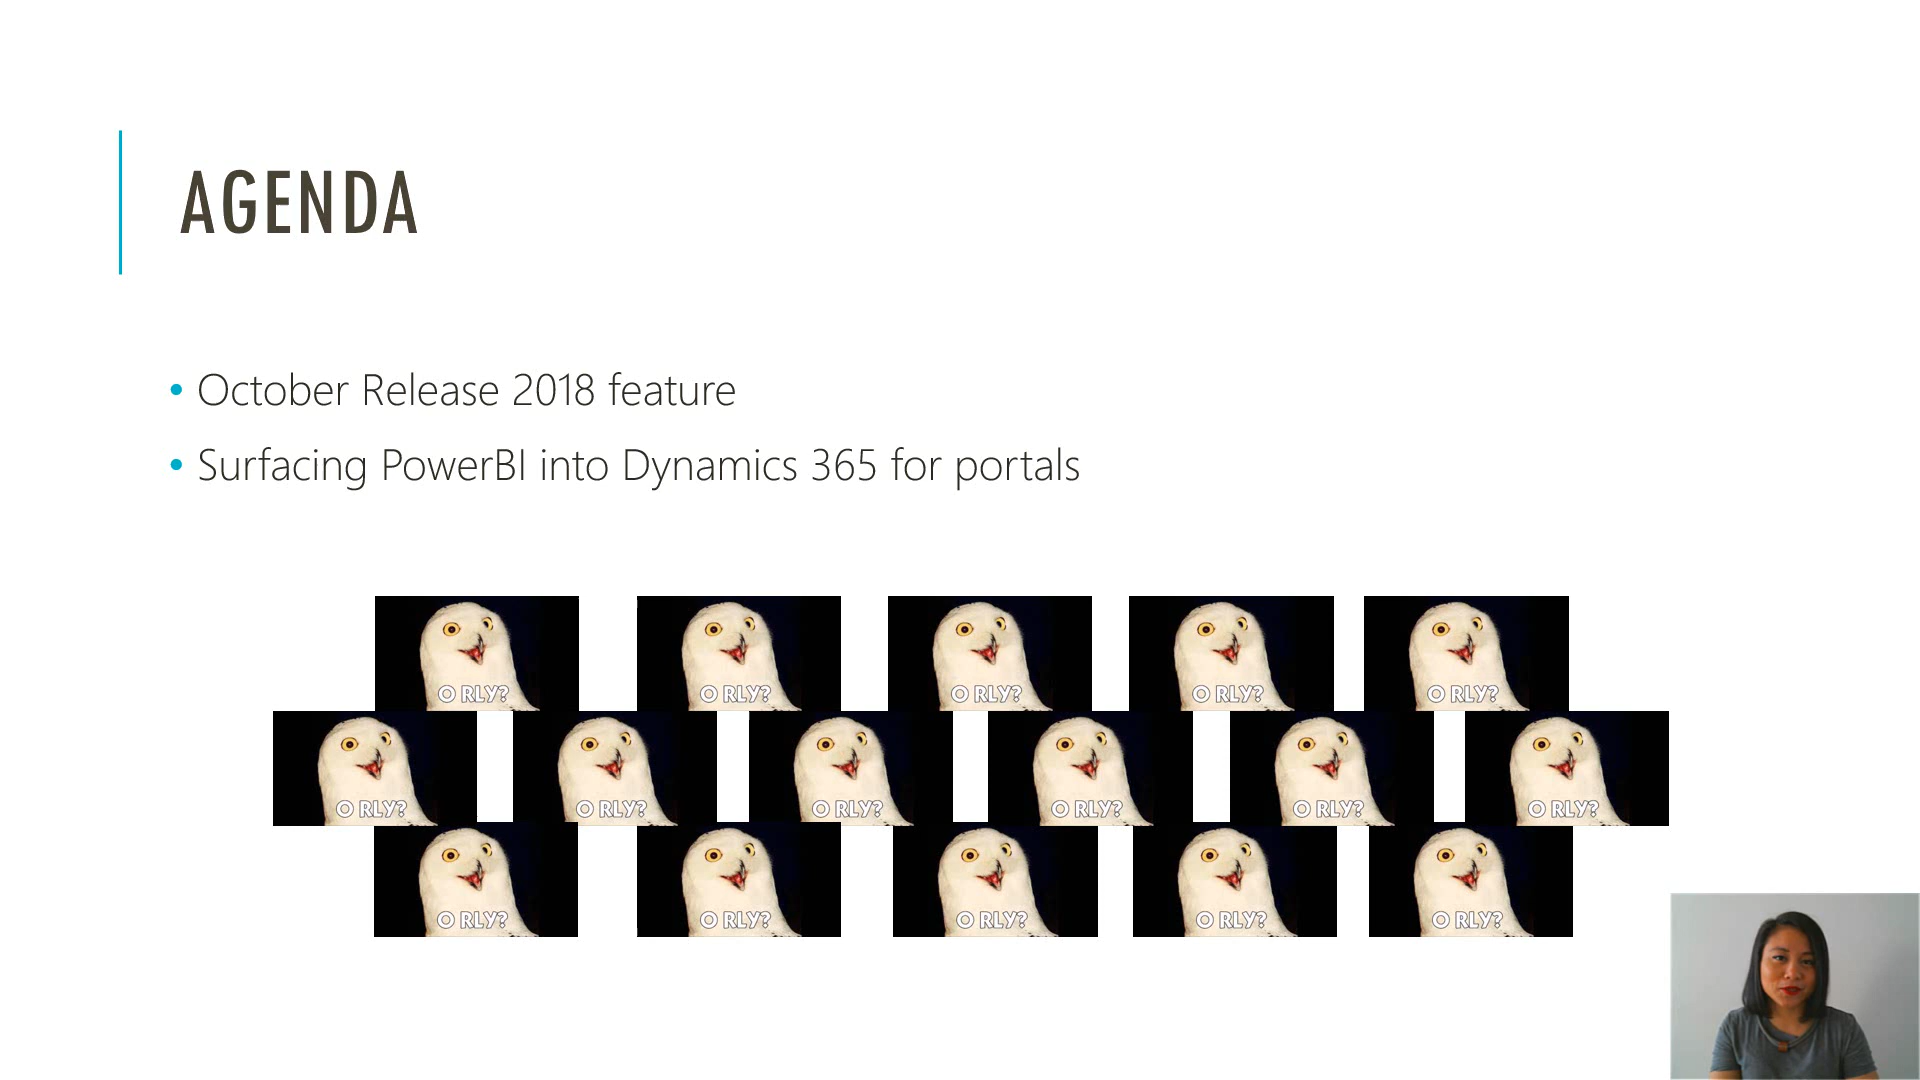 AGENDA
• October Release 2018 feature
• Surfacing PowerBI into Dynamics 365 for portals
O RLY? O RLY? O RLY? O RLY? O RLY?
O RLY? O RLY? O RLY? O RLY? O RLY? O RLY?
O RLY? O RLY? O RLY? O RLY? O RLY?